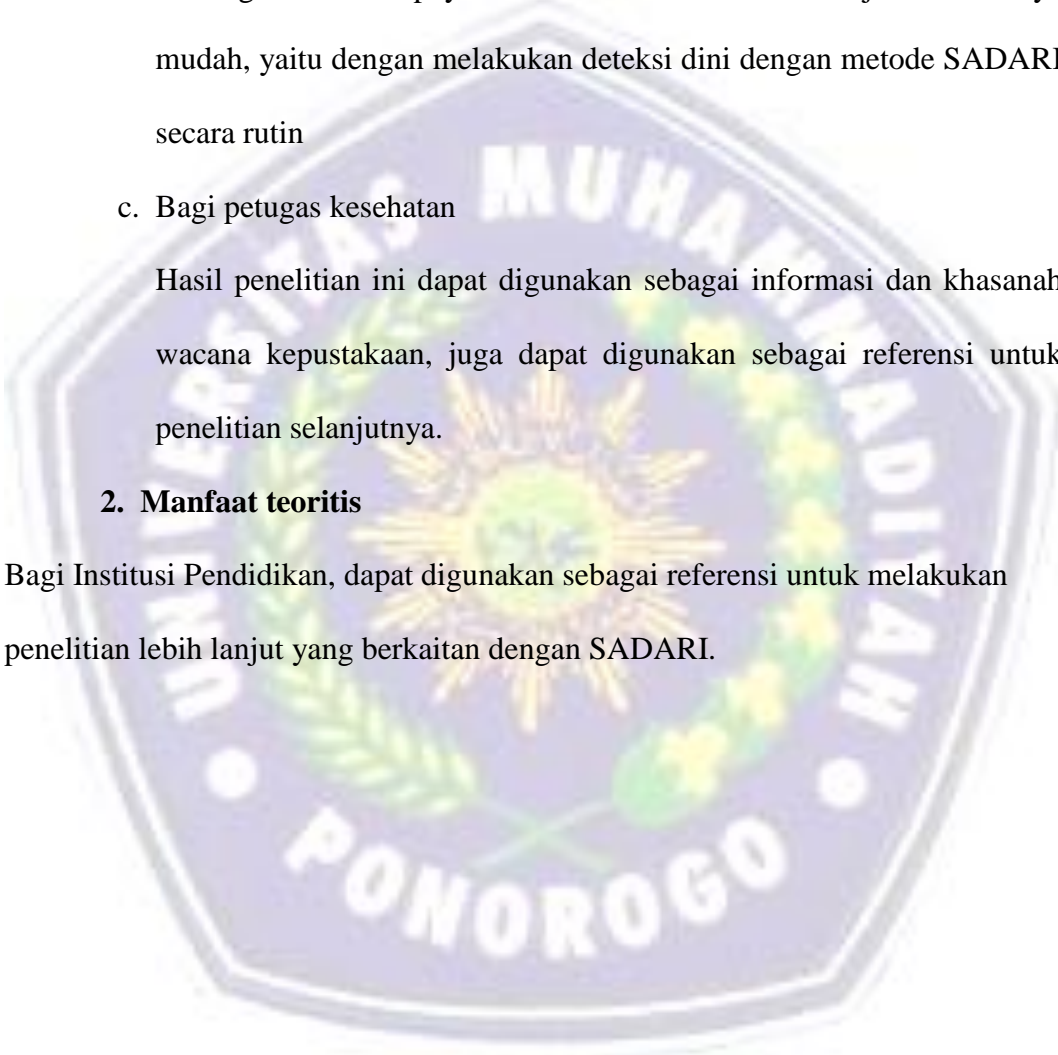 mudah, yaitu dengan melakukan deteksi dini dengan metode SADARI
secara rutin
c. Bagi petugas kesehatan
Hasil penelitian ini dapat digunakan sebagai informasi dan khasanah
wacana kepustakaan, juga dapat digunakan sebagai referensi untuk
penelitian selanjutnya.
2. Manfaat teoritis
Bagi Institusi Pendidikan, dapat digunakan sebagai referensi untuk melakukan
penelitian lebih lanjut yang berkaitan dengan SADARI.
UNIVERSITAS MUHAMMADIYAH
PONOROGO